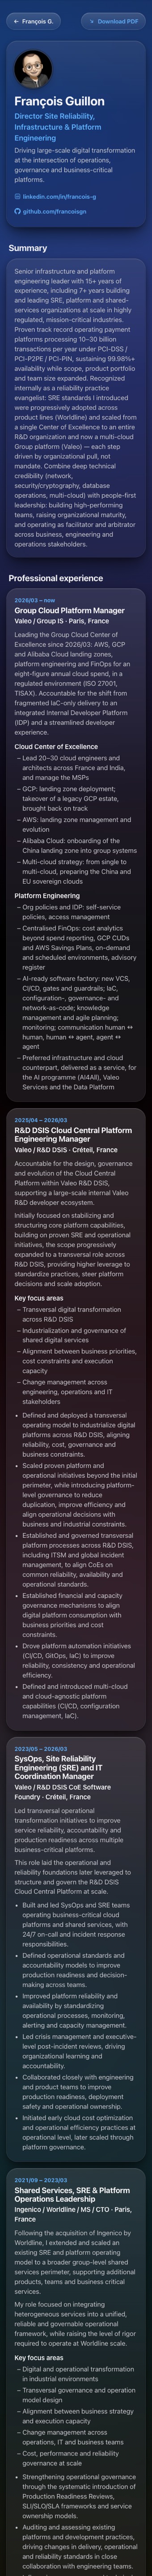 ← François G.
Download PDF
François Guillon
Director Site Reliability,
Infrastructure & Platform
Engineering
Driving large-scale digital transformation
at the intersection of operations,
governance and business-critical
platforms.
linkedin.com/in/francois-g
github.com/francoisgn
Summary
Senior infrastructure and platform
engineering leader with 15+ years of
experience, including 7+ years building
and leading SRE, platform and shared-
services organizations at scale in highly
regulated, mission-critical industries.
Proven track record operating payment
platforms processing 10–30 billion
transactions per year under PCI-DSS /
PCI-P2PE / PCI-PIN, sustaining 99.98%+
availability while scope, product portfolio
and team size expanded. Recognized
internally as a reliability practice
evangelist: SRE standards I introduced
were progressively adopted across
product lines (Worldline) and scaled from
a single Center of Excellence to an entire
R&D organization and now a multi-cloud
Group platform (Valeo) — each step
driven by organizational pull, not
mandate. Combine deep technical
credibility (network,
security/cryptography, database
operations, multi-cloud) with people-first
leadership: building high-performing
teams, raising organizational maturity,
and operating as facilitator and arbitrator
across business, engineering and
operations stakeholders.
Professional experience
2026/03 – now
Group Cloud Platform Manager
Valeo / Group IS · Paris, France
Leading the Group Cloud Center of
Excellence since 2026/03: AWS, GCP
and Alibaba Cloud landing zones,
platform engineering and FinOps for an
eight-figure annual cloud spend, in a
regulated environment (ISO 27001,
TISAX). Accountable for the shift from
fragmented IaC-only delivery to an
integrated Internal Developer Platform
(IDP) and a streamlined developer
experience.
Cloud Center of Excellence
– Lead 20–30 cloud engineers and
architects across France and India,
and manage the MSPs
– GCP: landing zone deployment;
takeover of a legacy GCP estate,
brought back on track
– AWS: landing zone management and
evolution
– Alibaba Cloud: onboarding of the
China landing zone into group systems
– Multi-cloud strategy: from single to
multi-cloud, preparing the China and
EU sovereign clouds
Platform Engineering
– Org policies and IDP: self-service
policies, access management
– Centralised FinOps: cost analytics
beyond spend reporting, GCP CUDs
and AWS Savings Plans, on-demand
and scheduled environments, advisory
register
– AI-ready software factory: new VCS,
CI/CD, gates and guardrails; IaC,
configuration-, governance- and
network-as-code; knowledge
management and agile planning;
monitoring; communication human ↔
human, human ↔ agent, agent ↔
agent
– Preferred infrastructure and cloud
counterpart, delivered as a service, for
the AI programme (AI4All), Valeo
Services and the Data Platform
2025/04 – 2026/03
R&D DSIS Cloud Central Platform
Engineering Manager
Valeo / R&D DSIS · Créteil, France
Accountable for the design, governance
and evolution of the Cloud Central
Platform within Valeo R&D DSIS,
supporting a large-scale internal Valeo
R&D developer ecosystem.
Initially focused on stabilizing and
structuring core platform capabilities,
building on proven SRE and operational
initiatives, the scope progressively
expanded to a transversal role across
R&D DSIS, providing higher leverage to
standardize practices, steer platform
decisions and scale adoption.
Key focus areas
– Transversal digital transformation
across R&D DSIS
– Industrialization and governance of
shared digital services
– Alignment between business priorities,
cost constraints and execution
capacity
– Change management across
engineering, operations and IT
stakeholders
• Defined and deployed a transversal
operating model to industrialize digital
platforms across R&D DSIS, aligning
reliability, cost, governance and
business constraints.
• Scaled proven platform and
operational initiatives beyond the initial
perimeter, while introducing platform-
level governance to reduce
duplication, improve efficiency and
align operational decisions with
business and industrial constraints.
• Established and governed transversal
platform processes across R&D DSIS,
including ITSM and global incident
management, to align CoEs on
common reliability, availability and
operational standards.
• Established financial and capacity
governance mechanisms to align
digital platform consumption with
business priorities and cost
constraints.
• Drove platform automation initiatives
(CI/CD, GitOps, IaC) to improve
reliability, consistency and operational
efficiency.
• Defined and introduced multi-cloud
and cloud-agnostic platform
capabilities (CI/CD, configuration
management, IaC).
2023/05 – 2026/03
SysOps, Site Reliability
Engineering (SRE) and IT
Coordination Manager
Valeo / R&D DSIS CoE Software
Foundry · Créteil, France
Led transversal operational
transformation initiatives to improve
service reliability, accountability and
production readiness across multiple
business-critical platforms.
This role laid the operational and
reliability foundations later leveraged to
structure and govern the R&D DSIS
Cloud Central Platform at scale.
• Built and led SysOps and SRE teams
operating business-critical cloud
platforms and shared services, with
24/7 on-call and incident response
responsibilities.
• Defined operational standards and
accountability models to improve
production readiness and decision-
making across teams.
• Improved platform reliability and
availability by standardizing
operational processes, monitoring,
alerting and capacity management.
• Led crisis management and executive-
level post-incident reviews, driving
organizational learning and
accountability.
• Collaborated closely with engineering
and product teams to improve
production readiness, deployment
safety and operational ownership.
• Initiated early cloud cost optimization
and operational efficiency practices at
operational level, later scaled through
platform governance.
2021/09 – 2023/03
Shared Services, SRE & Platform
Operations Leadership
Ingenico / Worldline / MS / CTO · Paris,
France
Following the acquisition of Ingenico by
Worldline, I extended and scaled an
existing SRE and platform operating
model to a broader group-level shared
services perimeter, supporting additional
products, teams and business critical
services.
My role focused on integrating
heterogeneous services into a unified,
reliable and governable operational
framework, while raising the level of rigor
required to operate at Worldline scale.
Key focus areas
– Digital and operational transformation
in industrial environments
– Transversal governance and operation
model design
– Alignment between business strategy
and execution capacity
– Change management across
operations, IT and business teams
– Cost, performance and reliability
governance at scale
• Strengthening operational governance
through the systematic introduction of
Production Readiness Reviews,
SLI/SLO/SLA frameworks and service
ownership models.
• Auditing and assessing existing
platforms and development practices,
driving changes in delivery, operational
and reliability standards in close
collaboration with engineering teams.